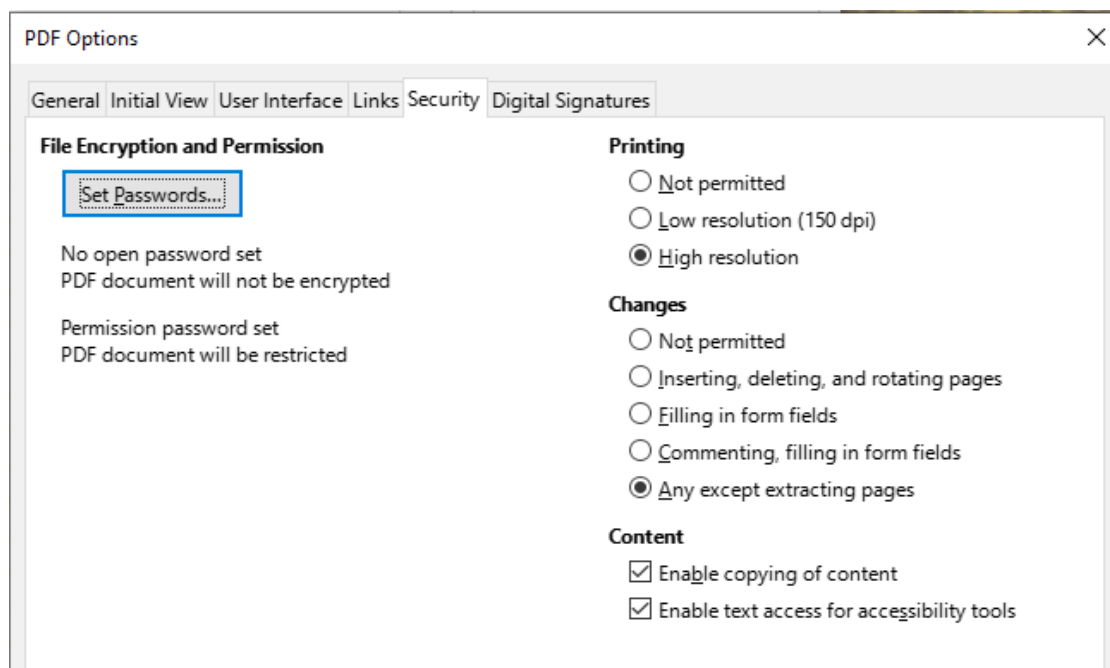 PDF Options
General
Initial View
User Interface
Links
Security
Digital Signatures
File Encryption and Permission
Set Passwords...
No open password set
PDF document will not be encrypted
Permission password set
PDF document will be restricted
Printing
Not permitted
Low resolution (150 dpi)
High resolution
Changes
Not permitted
Inserting, deleting, and rotating pages
Filling in form fields
Commenting, filling in form fields
Any except extracting pages
Content
Enable copying of content
Enable text access for accessibility tools